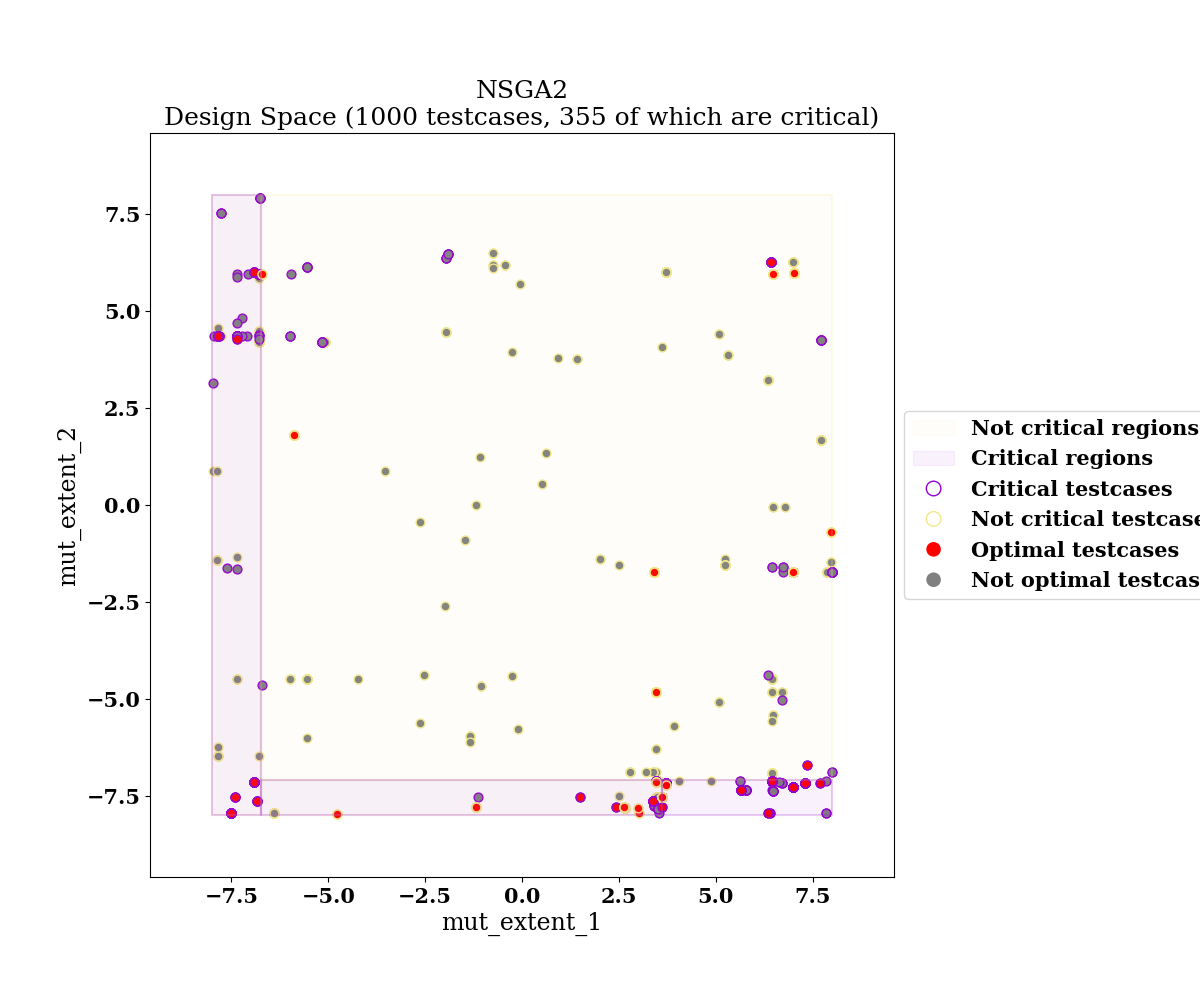 NSGA2
Design Space (1000 testcases, 355 of which are critical)
7.5
5.0
2.5
0.0
−2.5
−5.0
−7.5
mut_extent_2
−7.5
−5.0
−2.5
0.0
2.5
5.0
7.5
mut_extent_1
Not critical regions
Critical regions
Critical testcases
Not critical testcase
Optimal testcases
Not optimal testcas